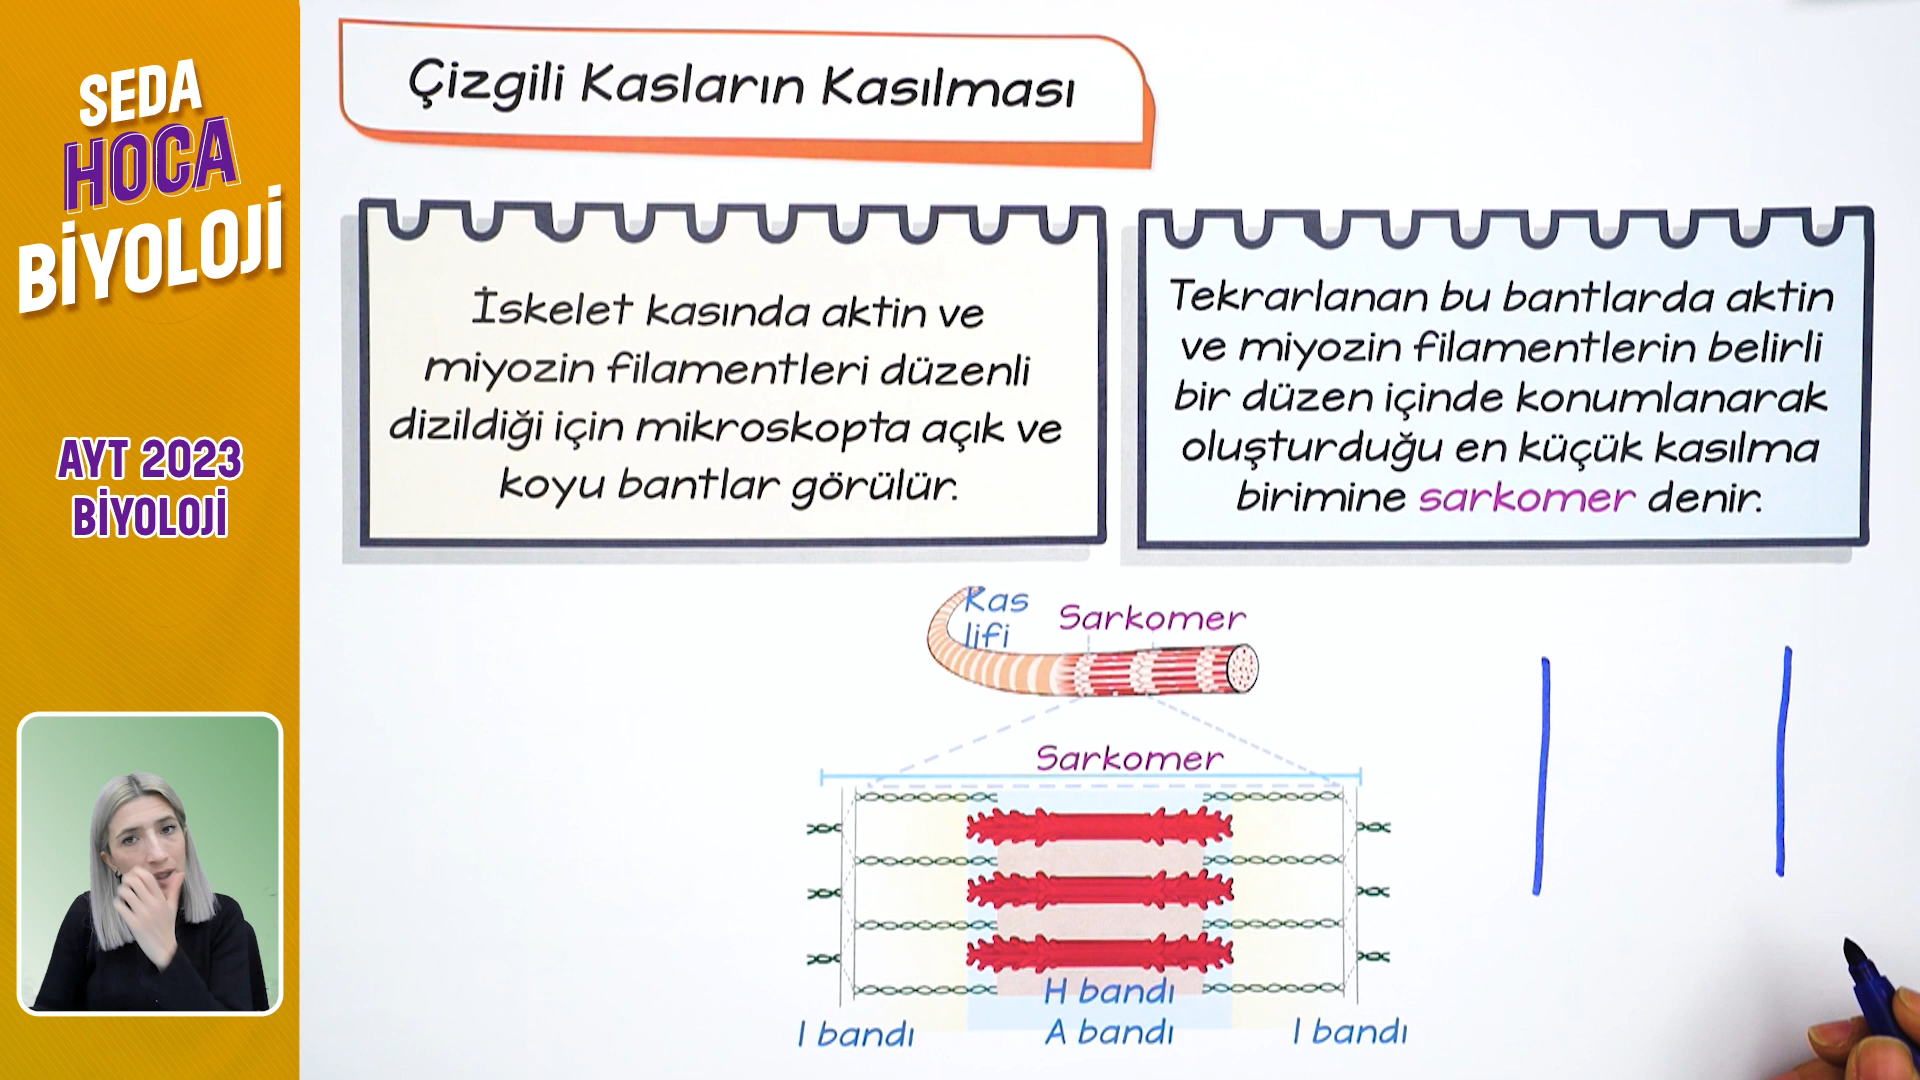 SEDA
HOCA
BİYOLOJİ
AYT 2023
BİYOLOJİ
Çizgili Kasların Kasılması
İskelet kasında aktin ve
miyozin filamentleri düzenli
dizildiği için mikroskopta açık ve
koyu bantlar görülür.
Tekrarlanan bu bantlarda aktin
ve miyozin filamentlerin belirli
bir düzen içinde konumlanarak
oluşturduğu en küçük kasılma
birimine sarkomer denir.
Kas
lifi
Sarkomer
Sarkomer
H bandı
I bandı
A bandı
I bandı